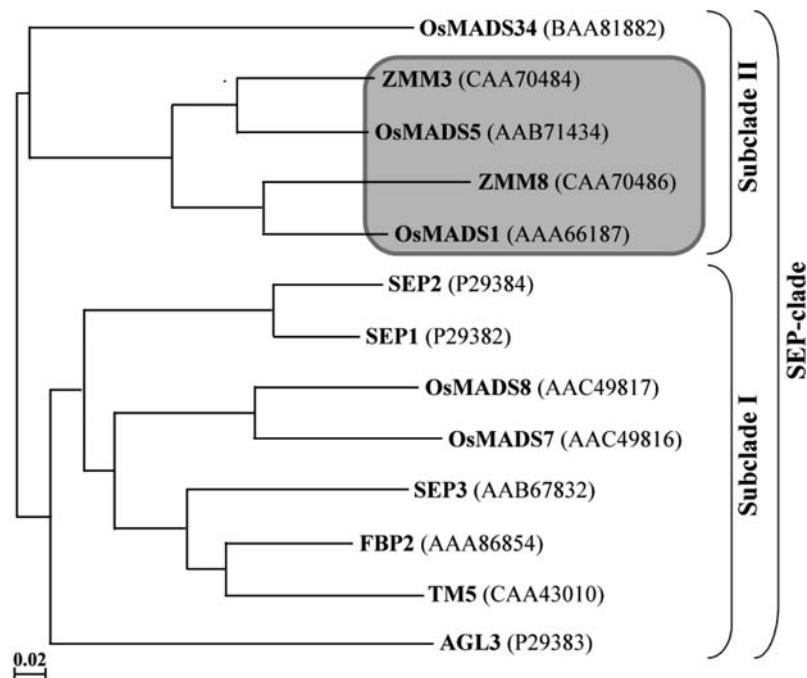 OsMADS34 (BAA81882)
ZMM3 (CAA70484)
OsMADS5 (AAB71434)
ZMM8 (CAA70486)
OsMADS1 (AAA66187)
Subclade II
SEP2 (P29384)
SEP1 (P29382)
OsMADS8 (AAC49817)
OsMADS7 (AAC49816)
SEP3 (AAB67832)
FBP2 (AAA86854)
TM5 (CAA43010)
AGL3 (P29383)
Subclade I
SEP-clade
0.02